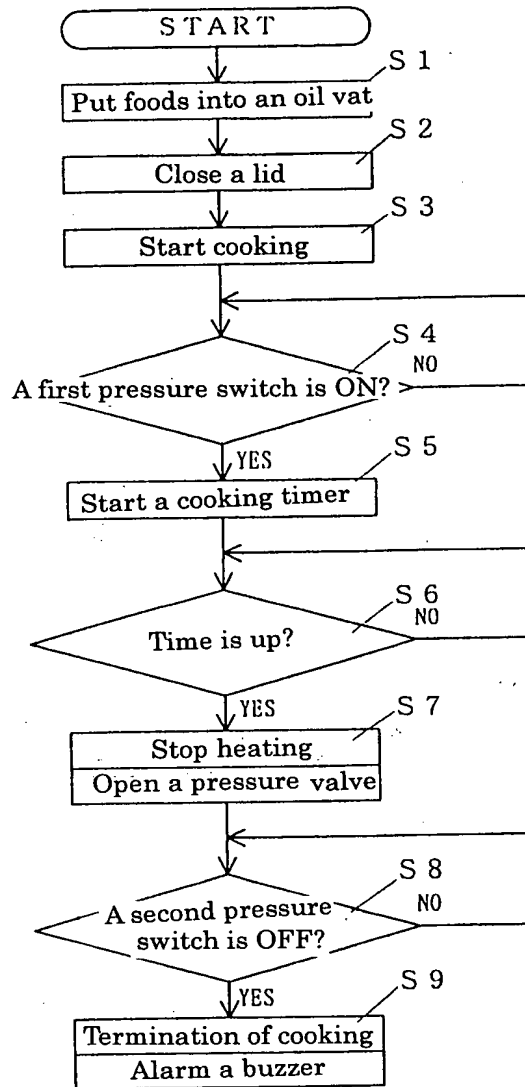 START
S 1
Put foods into an oil vat
S 2
Close a lid
S 3
Start cooking
S 4
A first pressure switch is ON?
NO
YES
S 5
Start a cooking timer
S 6
Time is up?
NO
YES
S 7
Stop heating
Open a pressure valve
S 8
A second pressure
switch is OFF?
NO
YES
S 9
Termination of cooking
Alarm a buzzer